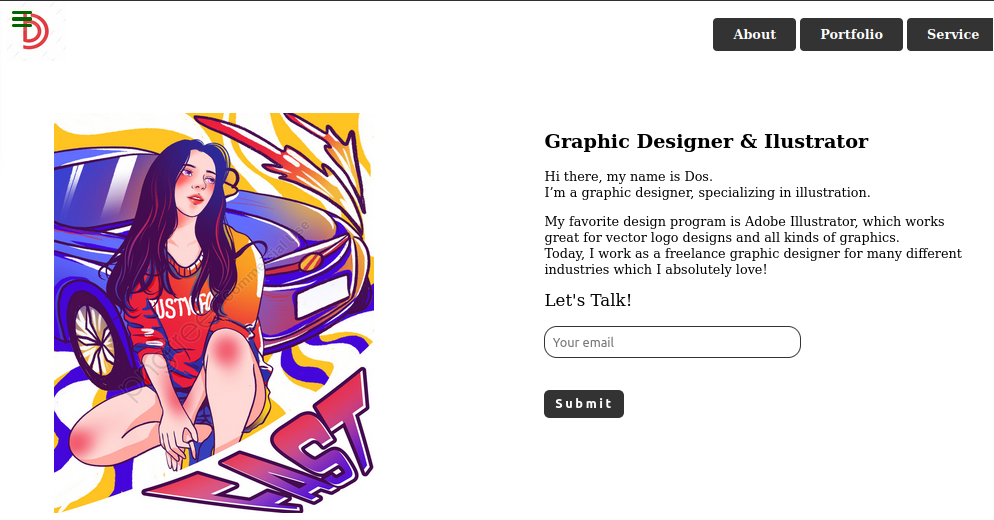 D
About
Portfolio
Service
Graphic Designer & Ilustrator
Hi there, my name is Dos.
I’m a graphic designer, specializing in illustration.
My favorite design program is Adobe Illustrator, which works
great for vector logo designs and all kinds of graphics.
Today, I work as a freelance graphic designer for many different
industries which I absolutely love!
Let's Talk!
Your email
Submit